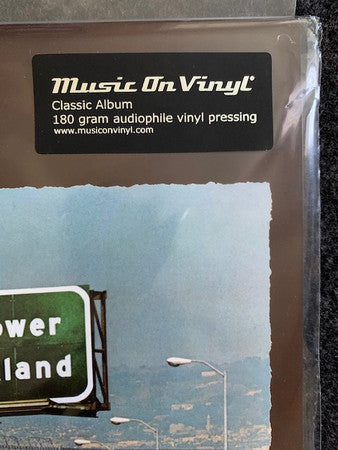 Music On Vinyl®
Classic Album
180 gram audiophile vinyl pressing
www.musiconvinyl.com
ower
land